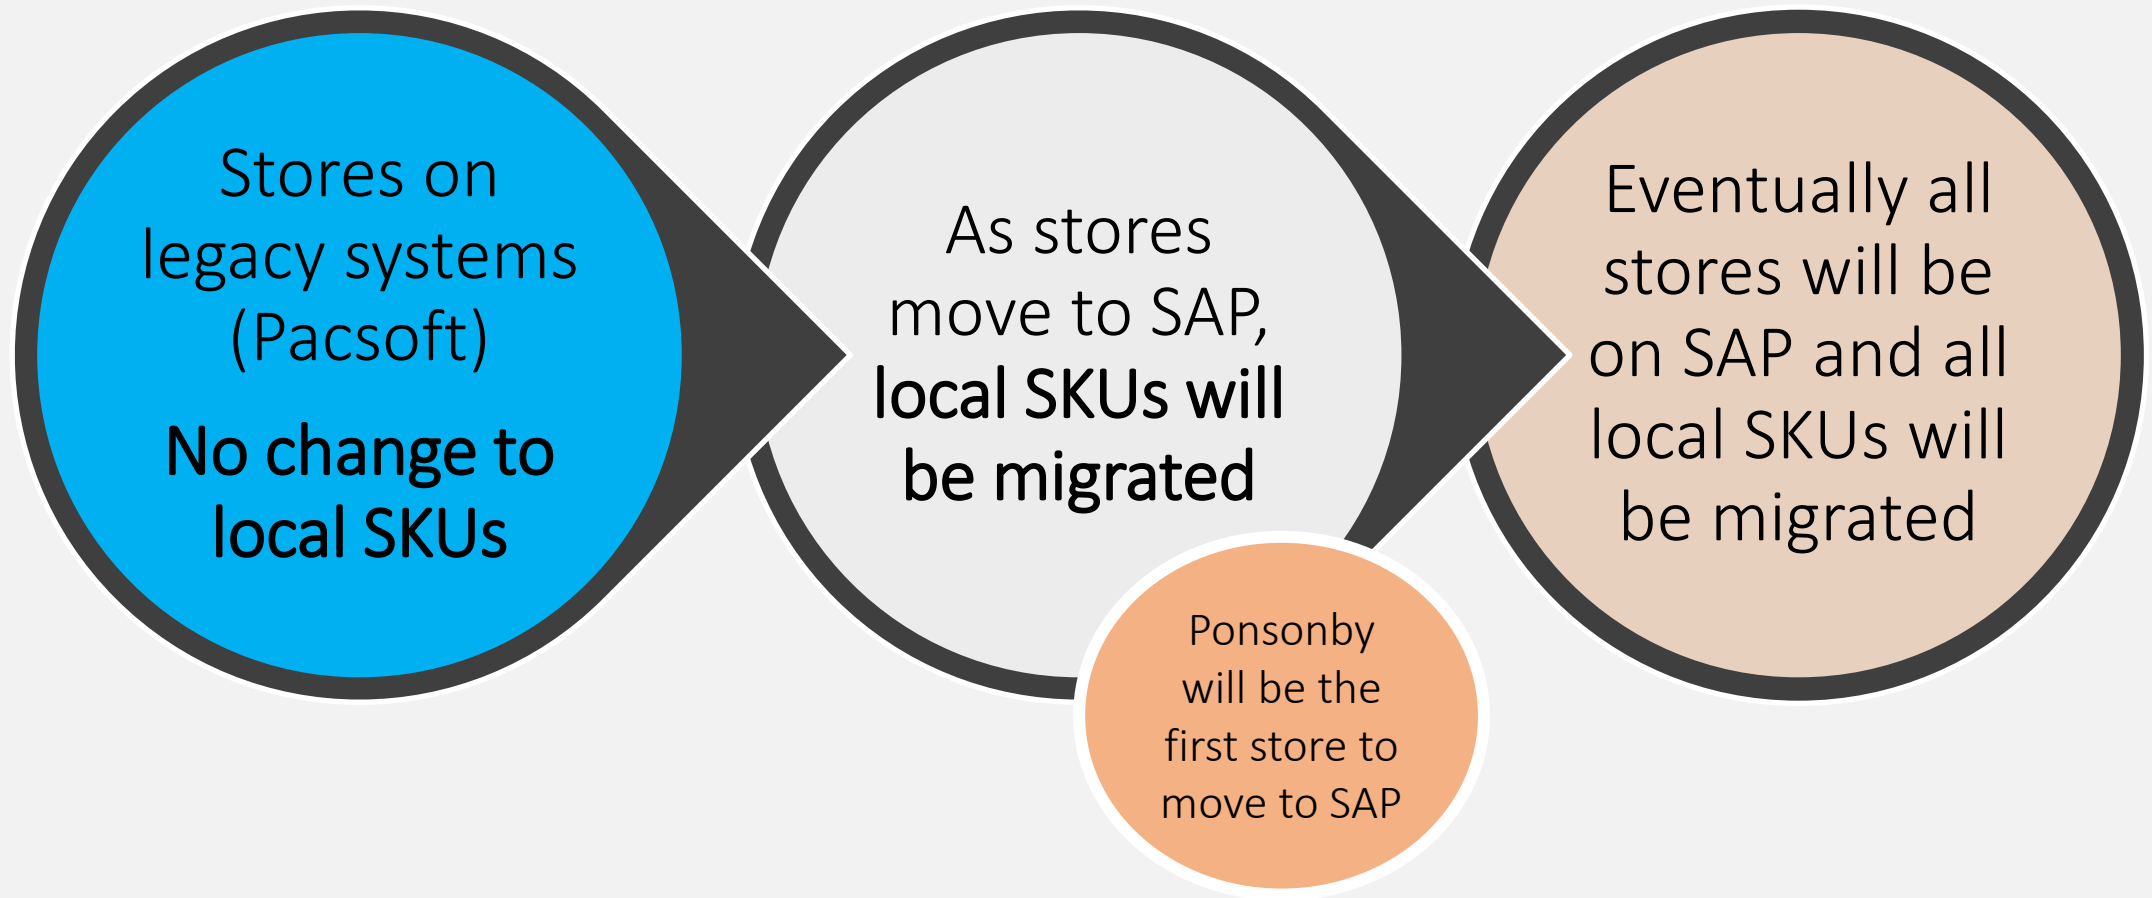 Stores on
legacy systems
(Pacsoft)
No change to
local SKUs
As stores
move to SAP,
local SKUs will
be migrated
Ponsonby
will be the
first store to
move to SAP
Eventually all
stores will be
on SAP and all
local SKUs will
be migrated